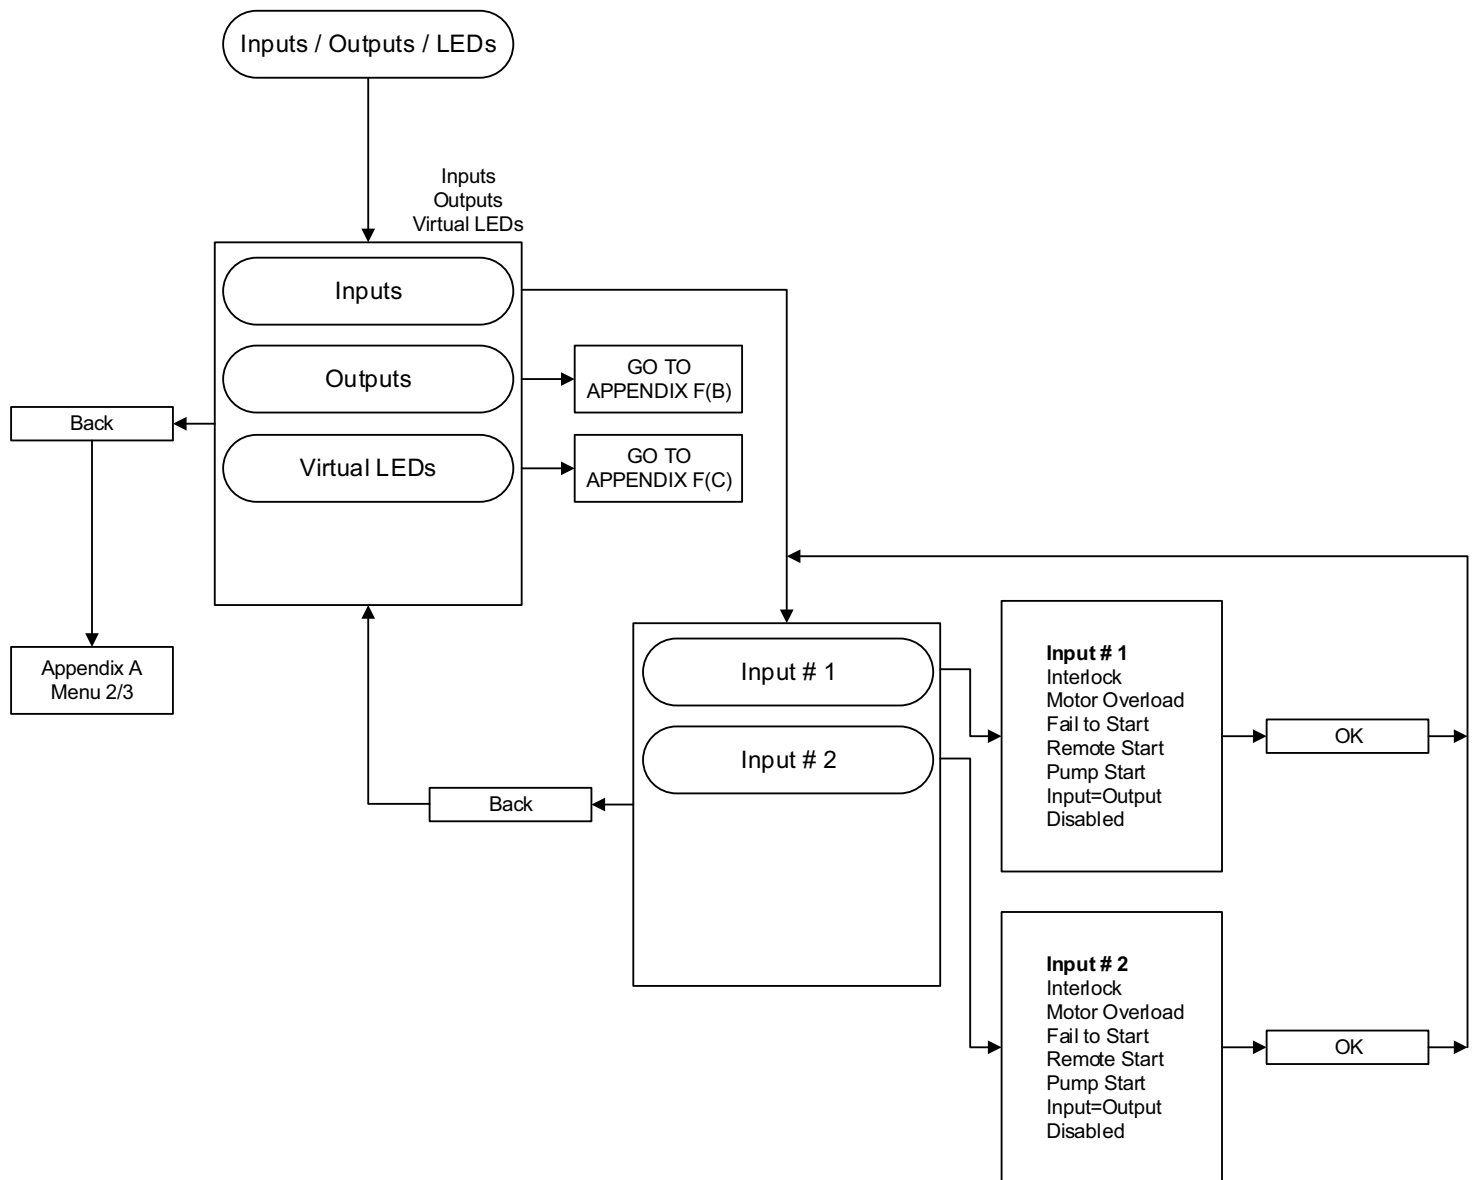 Inputs / Outputs / LEDs
Inputs
Outputs
Virtual LEDs
Inputs
Outputs
GO TO
APPENDIX F(B)
Back
Virtual LEDs
GO TO
APPENDIX F(C)
Appendix A
Menu 2/3
Input # 1
Input # 2
Back
Input # 1
Interlock
Motor Overload
Fail to Start
Remote Start
Pump Start
Input=Output
Disabled
OK
Input # 2
Interlock
Motor Overload
Fail to Start
Remote Start
Pump Start
Input=Output
Disabled
OK